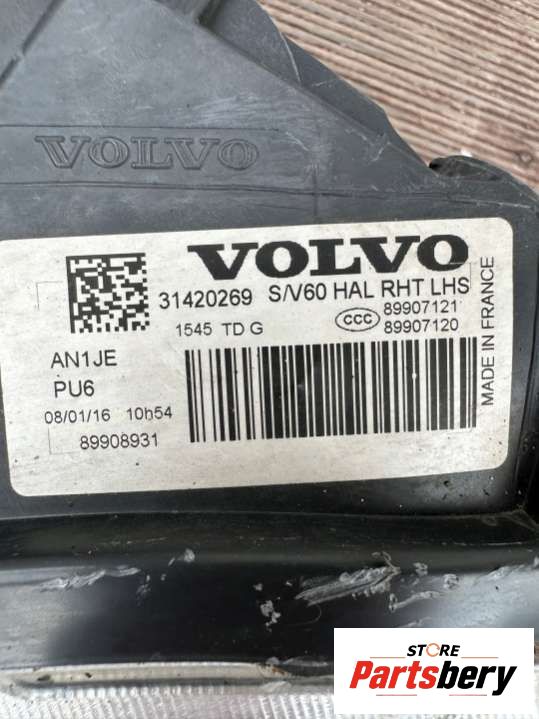 VOLVO
VOLVO
31420269 S/V60 HAL RHT LHS
1545 TD G
CCC
89907121
89907120
AN1JE
PU6
08/01/16 10h54
89908931
MADE IN FRANCE
STORE
Partsbery